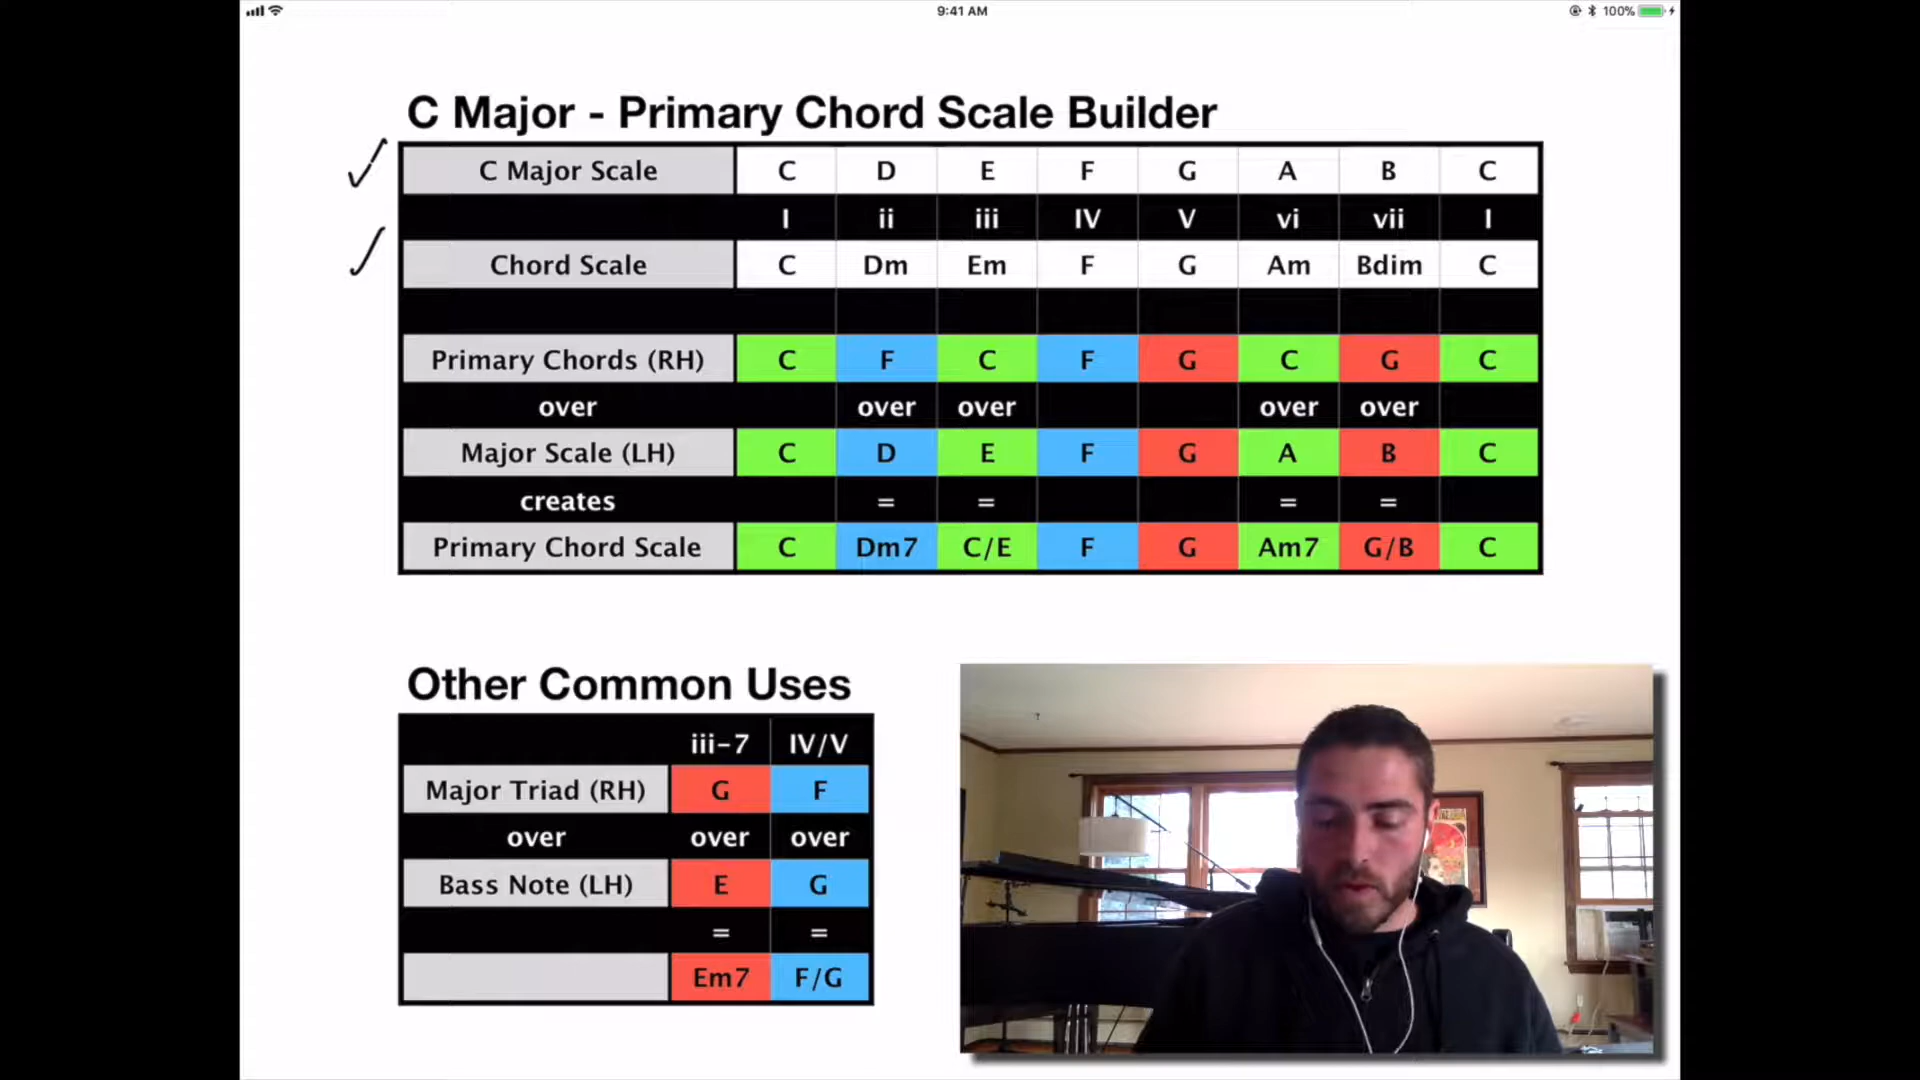 9:41 AM
100%
C Major - Primary Chord Scale Builder
C Major Scale C D E F G A B C
I ii iii IV V vi vii I
Chord Scale C Dm Em F G Am Bdim C
Primary Chords (RH) C F C F G C G C
over over over over over
Major Scale (LH) C D E F G A B C
creates = = = =
Primary Chord Scale C Dm7 C/E F G Am7 G/B C
Other Common Uses
iii-7 IV/V
Major Triad (RH) G F
over over over
Bass Note (LH) E G
= =
Em7 F/G